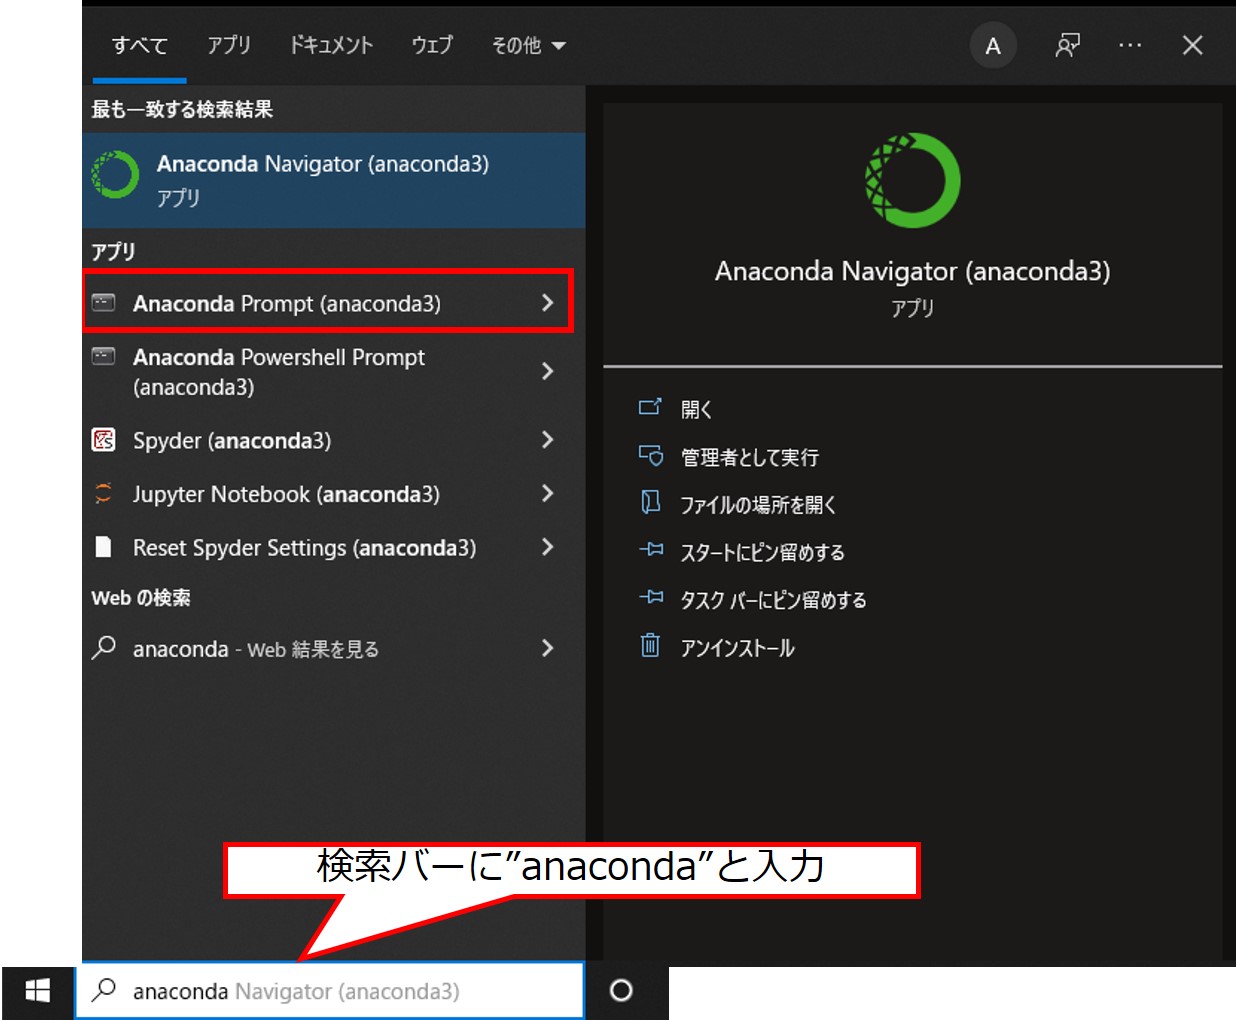 すべて アプリ ドキュメント ウェブ その他 A
最も一致する検索結果
Anaconda Navigator (anaconda3)
アプリ
アプリ
Anaconda Prompt (anaconda3)
Anaconda Powershell Prompt
(anaconda3)
Spyder (anaconda3)
Jupyter Notebook (anaconda3)
Reset Spyder Settings (anaconda3)
Web の検索
anaconda - Web 結果を見る
Anaconda Navigator (anaconda3)
アプリ
開く
管理者として実行
ファイルの場所を開く
スタートにピン留めする
タスク バーにピン留めする
アンインストール
検索バーに”anaconda”と入力
anaconda Navigator (anaconda3)